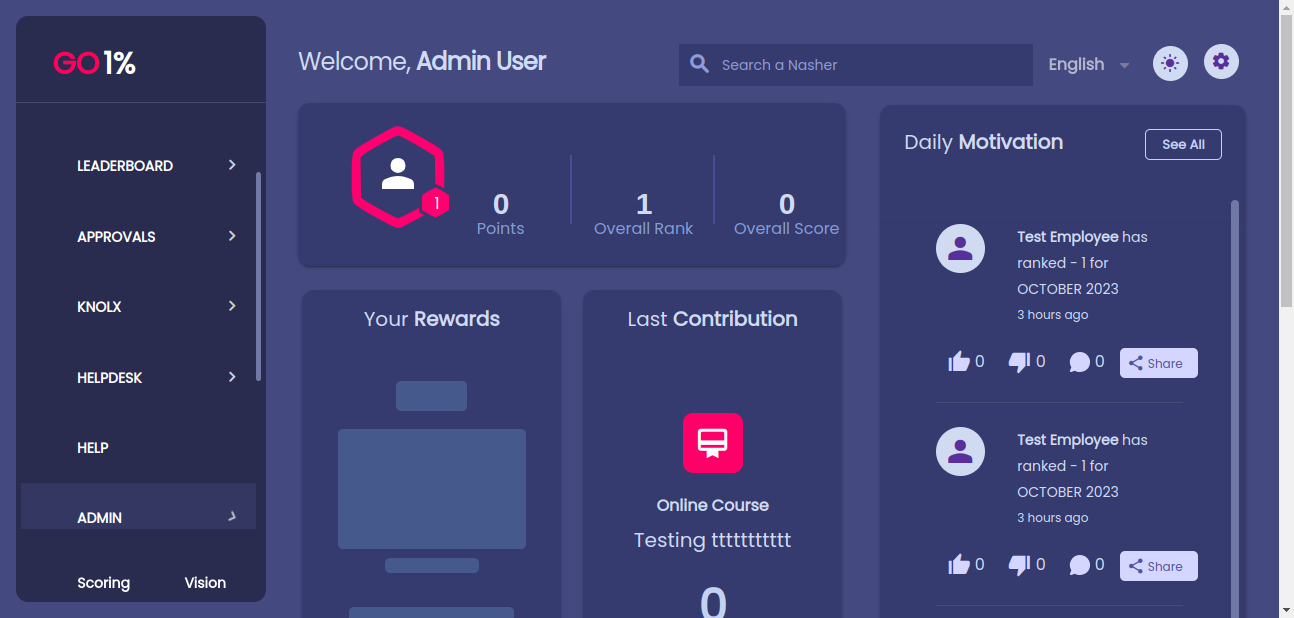 GO 1%
LEADERBOARD
APPROVALS
KNOLX
HELPDESK
HELP
ADMIN
Scoring Vision
Welcome, Admin User
Search a Nasher
English
1
0
Points
1
Overall Rank
0
Overall Score
Your Rewards
Last Contribution
Online Course
Testing ttttttttttt
0
Daily Motivation
See All
Test Employee has
ranked - 1 for
OCTOBER 2023
3 hours ago
0 0 0 Share
Test Employee has
ranked - 1 for
OCTOBER 2023
3 hours ago
0 0 0 Share